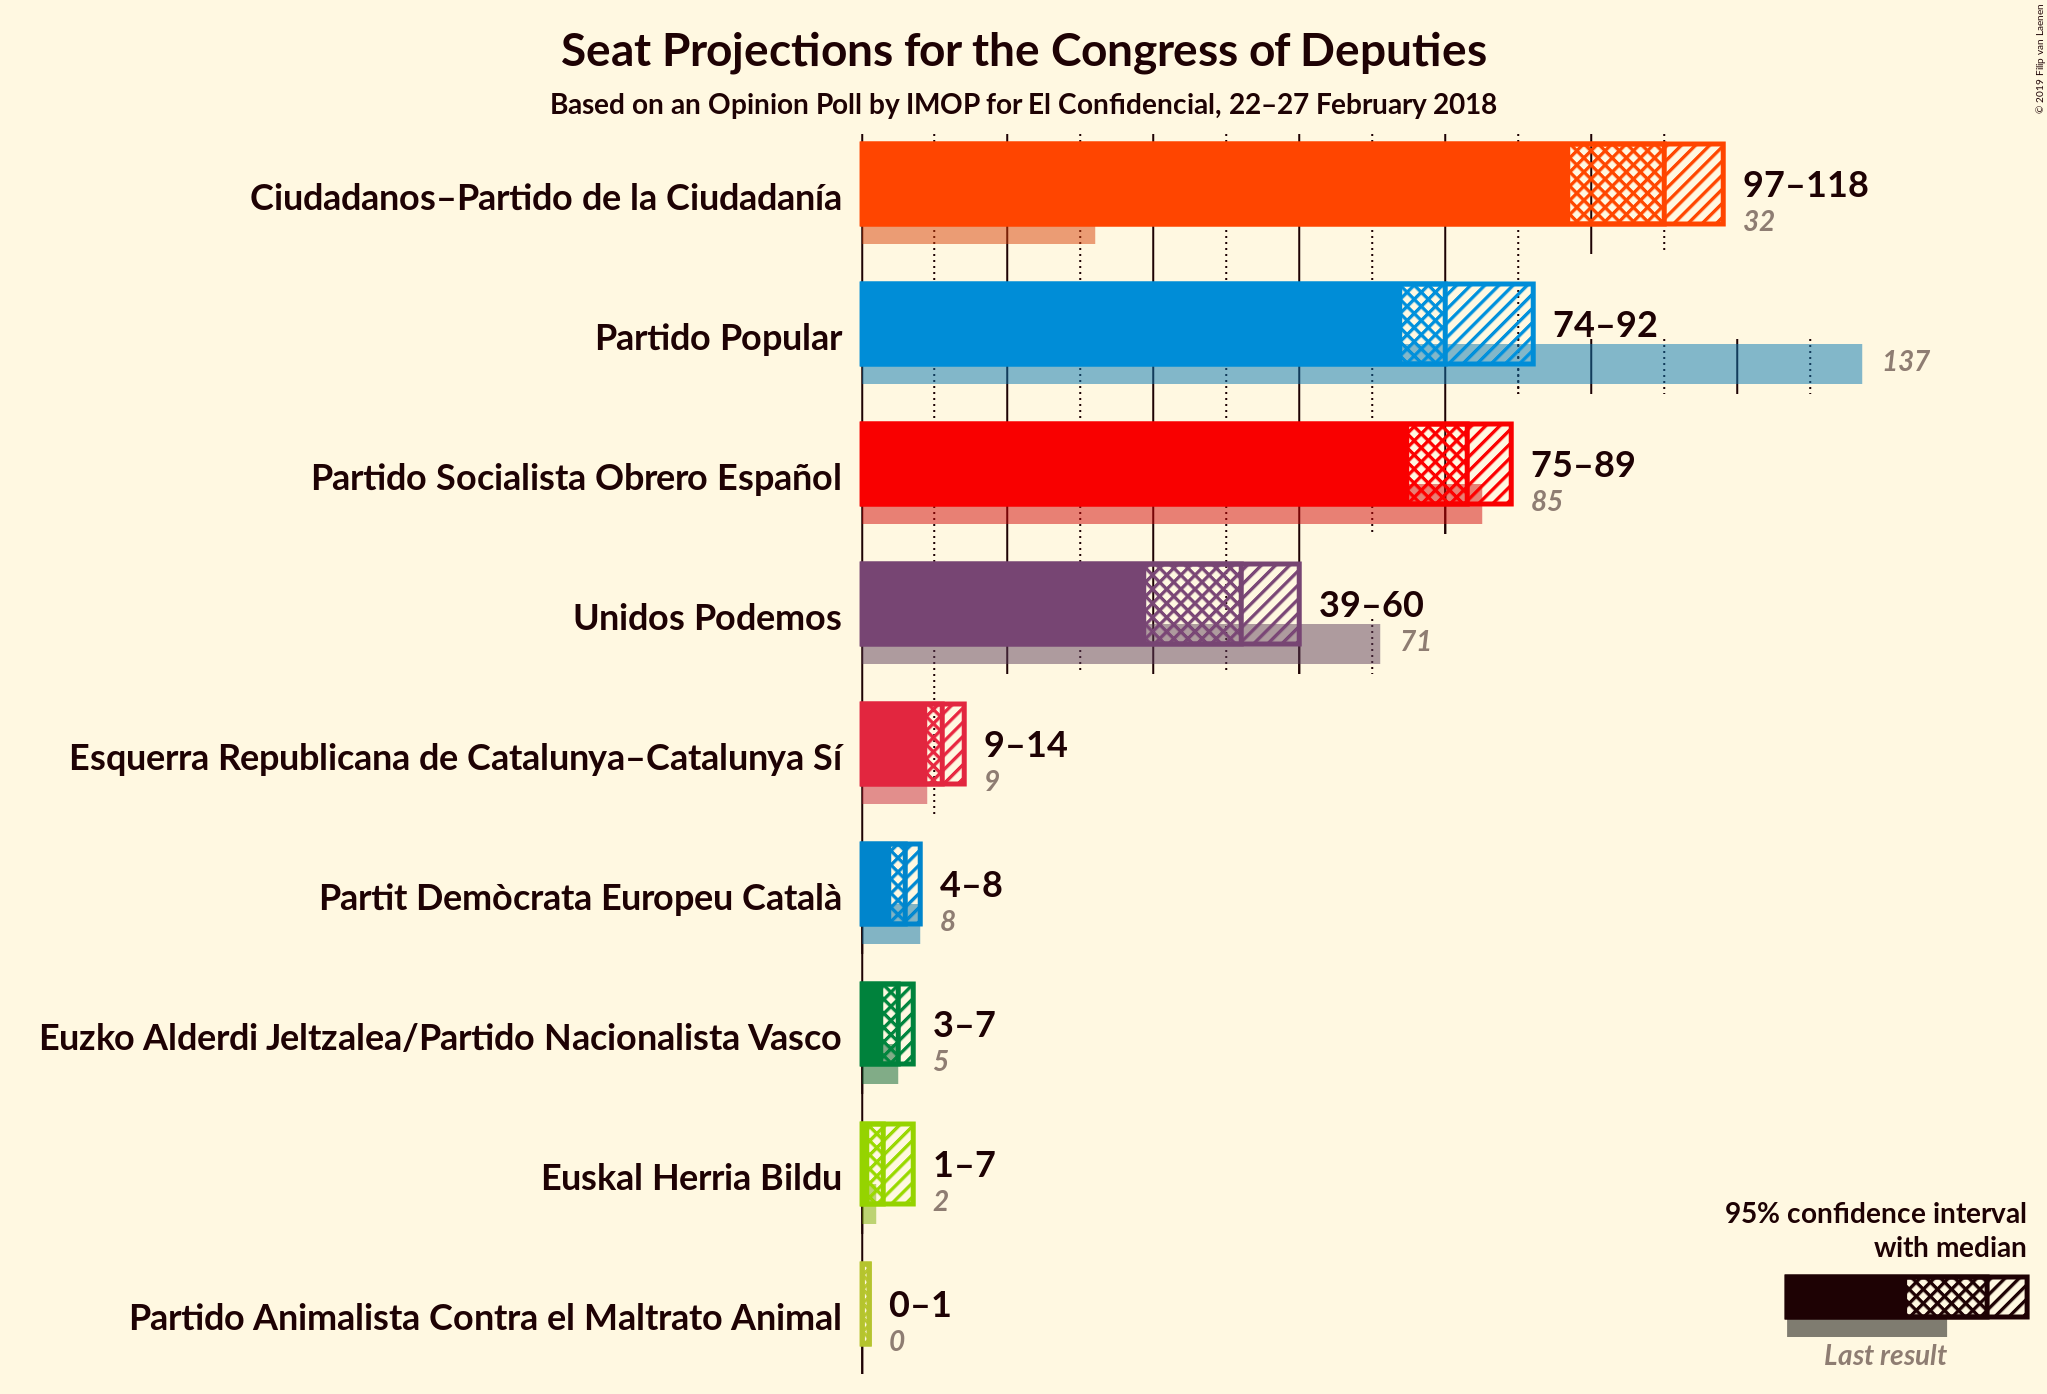 Seat Projections for the Congress of Deputies
Based on an Opinion Poll by IMOP for El Confidencial, 22–27 February 2018
© 2019 Filip van Laenen
Ciudadanos–Partido de la Ciudadanía
97–118
32
Partido Popular
74–92
137
Partido Socialista Obrero Español
75–89
85
Unidos Podemos
39–60
71
Esquerra Republicana de Catalunya–Catalunya Sí
9–14
9
Partit Demòcrata Europeu Català
4–8
8
Euzko Alderdi Jeltzalea/Partido Nacionalista Vasco
3–7
5
Euskal Herria Bildu
1–7
2
Partido Animalista Contra el Maltrato Animal
0–1
0
95% confidence interval
with median
Last result